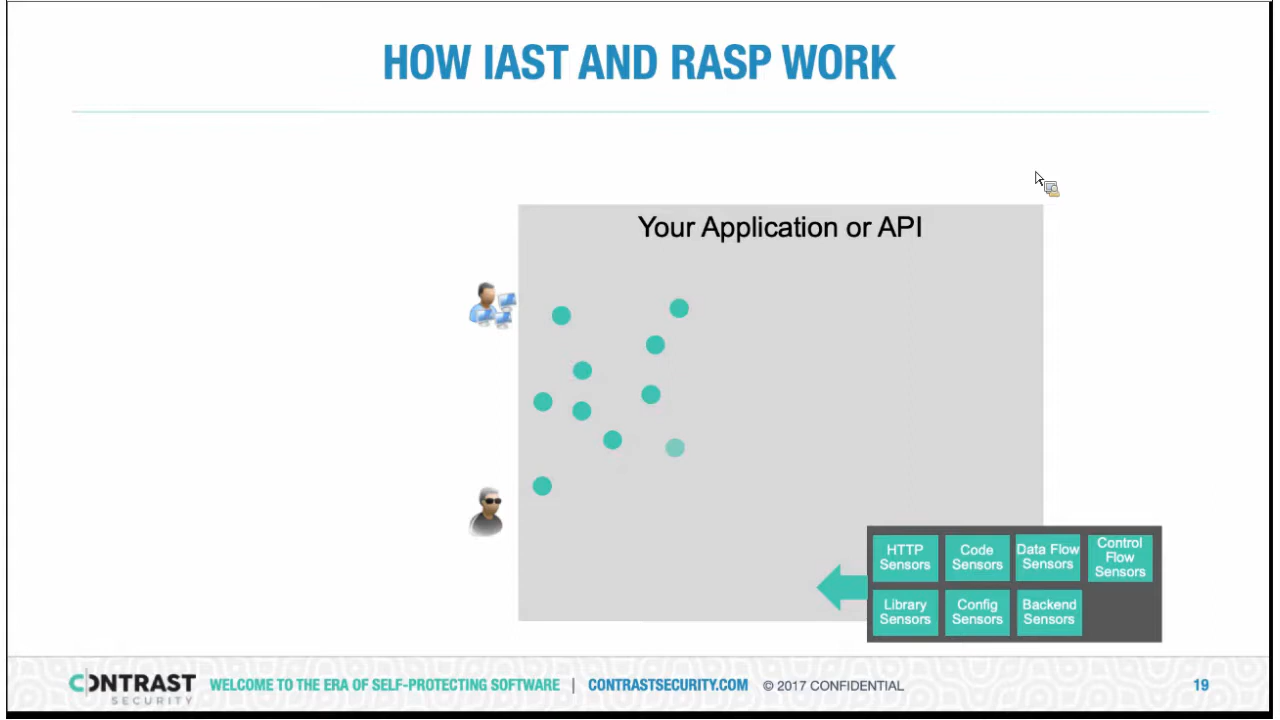 HOW IAST AND RASP WORK
Your Application or API
HTTP
Sensors
Code
Sensors
Data Flow
Sensors
Control
Flow
Sensors
Library
Sensors
Config
Sensors
Backend
Sensors
CONTRAST
SECURITY
WELCOME TO THE ERA OF SELF-PROTECTING SOFTWARE | CONTRASTSECURITY.COM © 2017 CONFIDENTIAL
19